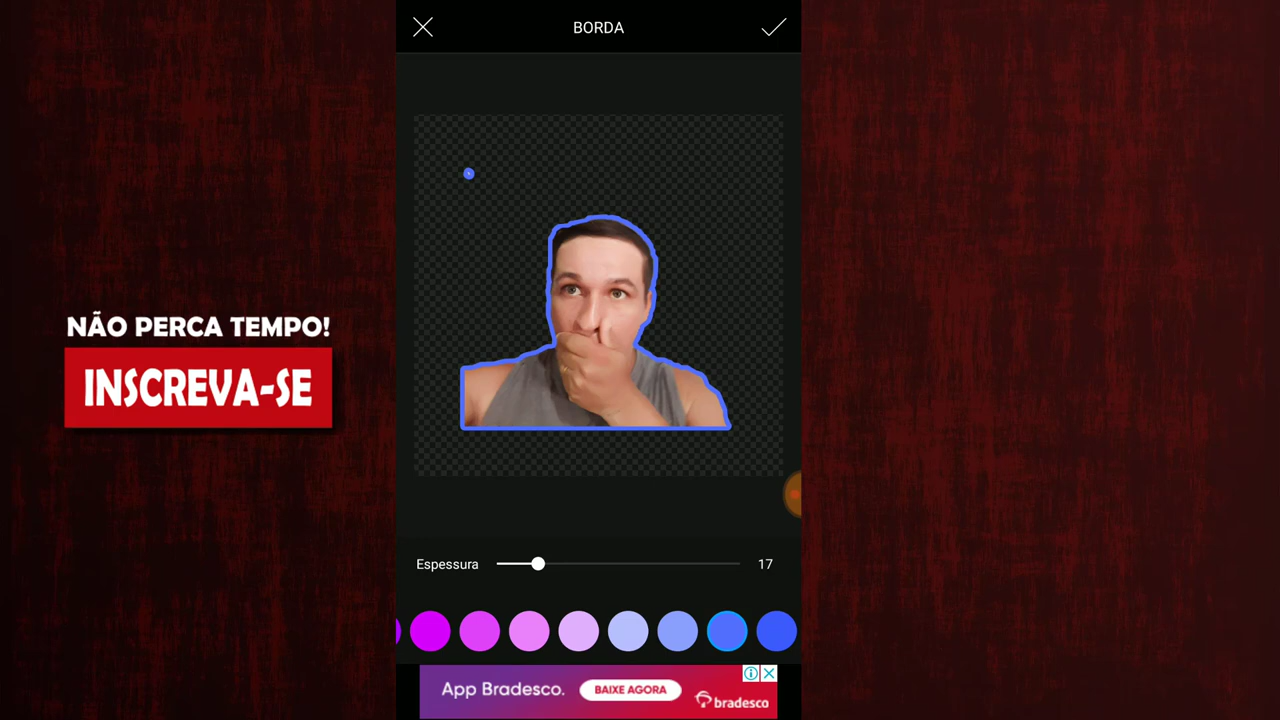 BORDA
NÃO PERCA TEMPO!
INSCREVA-SE
Espessura 17
App Bradesco. BAIXE AGORA bradesco